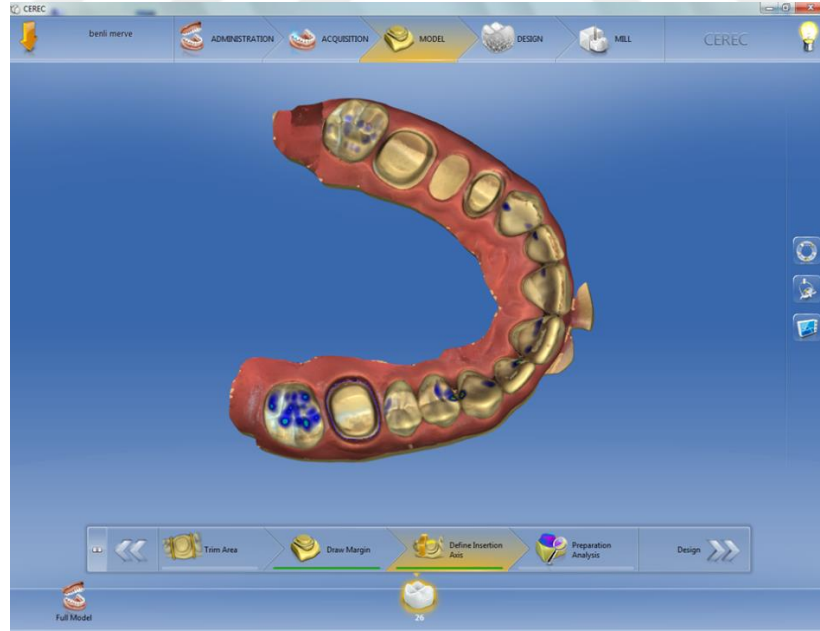 CEREC
benli merve
ADMINISTRATION
ACQUISITION
MODEL
DESIGN
MILL
CEREC
Trim Area
Draw Margin
Define Insertion
Axis
Preparation
Analysis
Design
Full Model
26